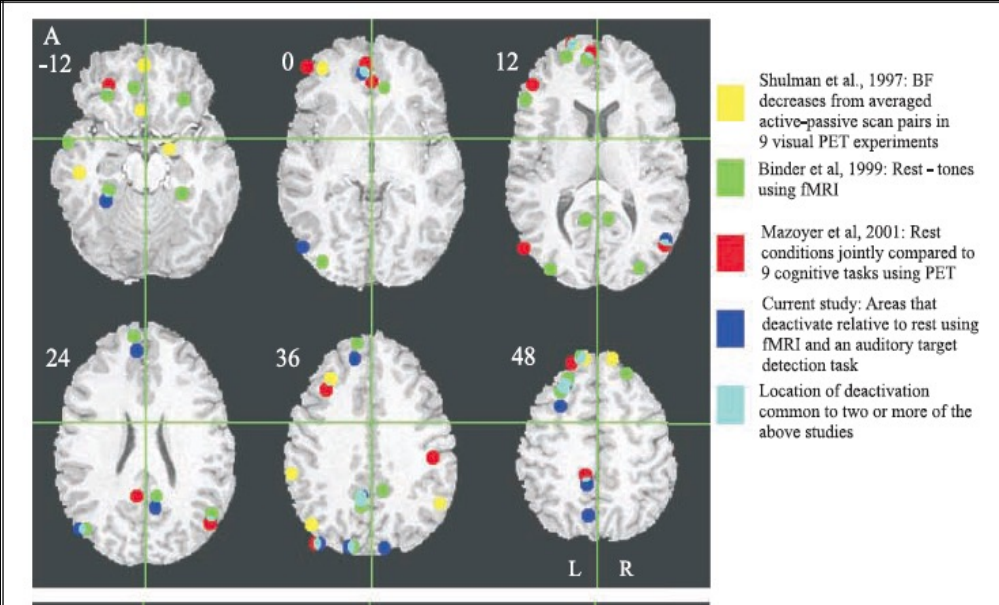 A
-12
0
12
24
36
48
L R
Shulman et al., 1997: BF
decreases from averaged
active–passive scan pairs in
9 visual PET experiments
Binder et al, 1999: Rest – tones
using fMRI
Mazoyer et al, 2001: Rest
conditions jointly compared to
9 cognitive tasks using PET
Current study: Areas that
deactivate relative to rest using
fMRI and an auditory target
detection task
Location of deactivation
common to two or more of the
above studies